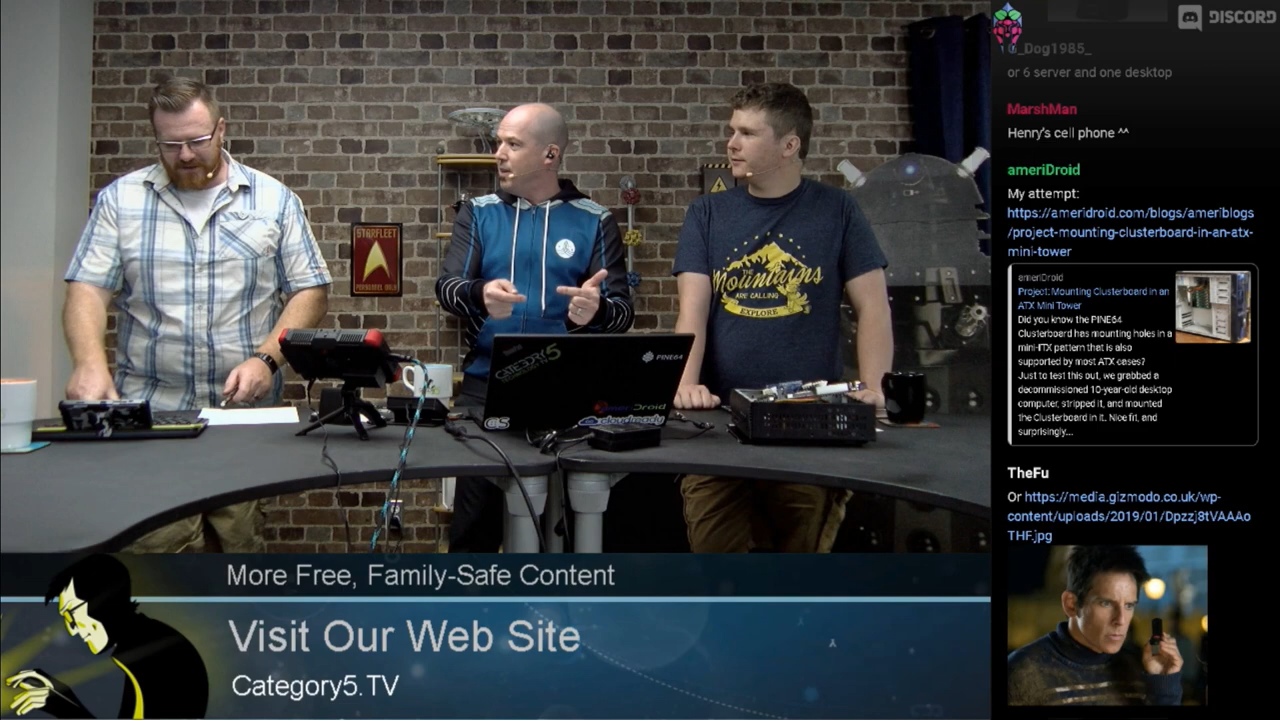 DISCORD
G_Dog1985_
or 6 server and one desktop
MarshMan
Henry's cell phone ^^
ameriDroid
My attempt:
https://ameridroid.com/blogs/ameriblogs
/project-mounting-clusterboard-in-an-atx-
mini-tower
ameriDroid
Project: Mounting Clusterboard in an
ATX Mini Tower
Did you know the PINE64
Clusterboard has mounting holes in a
mini-ITX pattern that is also
supported by most ATX cases?
Just to test this out, we grabbed a
decommissioned 10-year-old desktop
computer, stripped it, and mounted
the Clusterboard in it. Nice fit, and
surprisingly...
TheFu
Or https://media.gizmodo.co.uk/wp-
content/uploads/2019/01/Dpzzj8tVAAAo
THF.jpg
STARFLEET
PERSONNEL ONLY
THE
Mountains
ARE CALLING
EXPLORE
CATEGORY5
PINE64
Droid
cloudready
CS
More Free, Family-Safe Content
Visit Our Web Site
Category5.TV